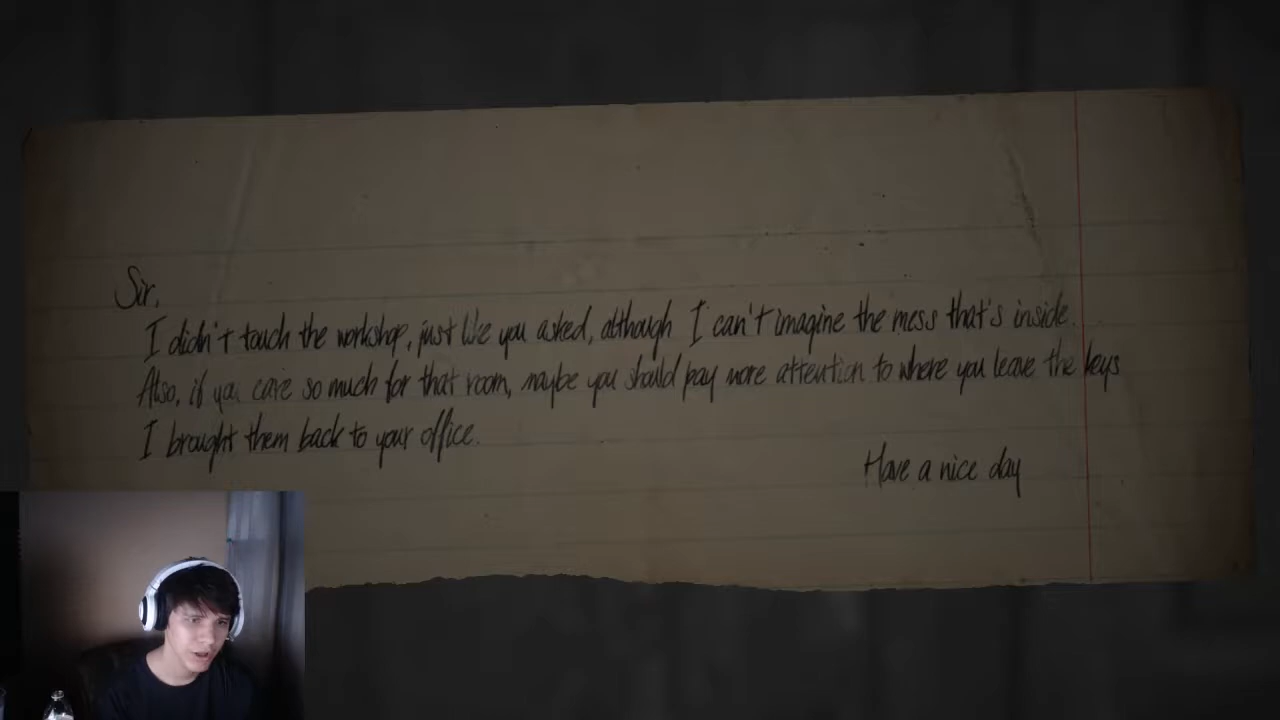 Sir,
I didn't touch the workshop, just like you asked, although I can't imagine the mess that's inside.
Also, if you care so much for that room, maybe you should pay more attention to where you leave the keys
I brought them back to your office.
Have a nice day